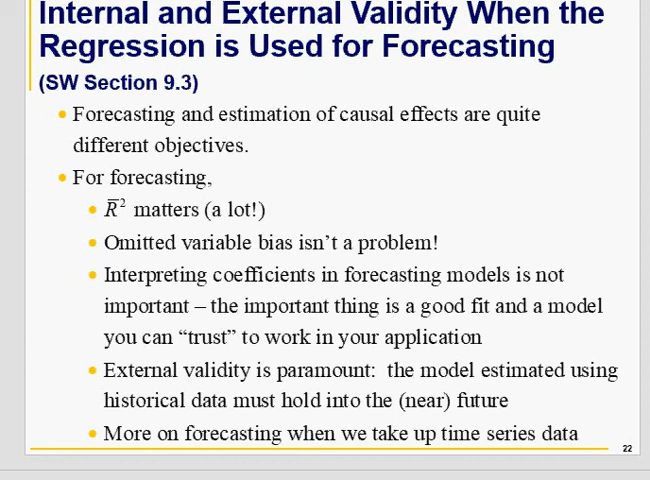 Internal and External Validity When the
Regression is Used for Forecasting
(SW Section 9.3)
• Forecasting and estimation of causal effects are quite
different objectives.
• For forecasting,
• R̅² matters (a lot!)
• Omitted variable bias isn’t a problem!
• Interpreting coefficients in forecasting models is not
important – the important thing is a good fit and a model
you can “trust” to work in your application
• External validity is paramount: the model estimated using
historical data must hold into the (near) future
• More on forecasting when we take up time series data
22